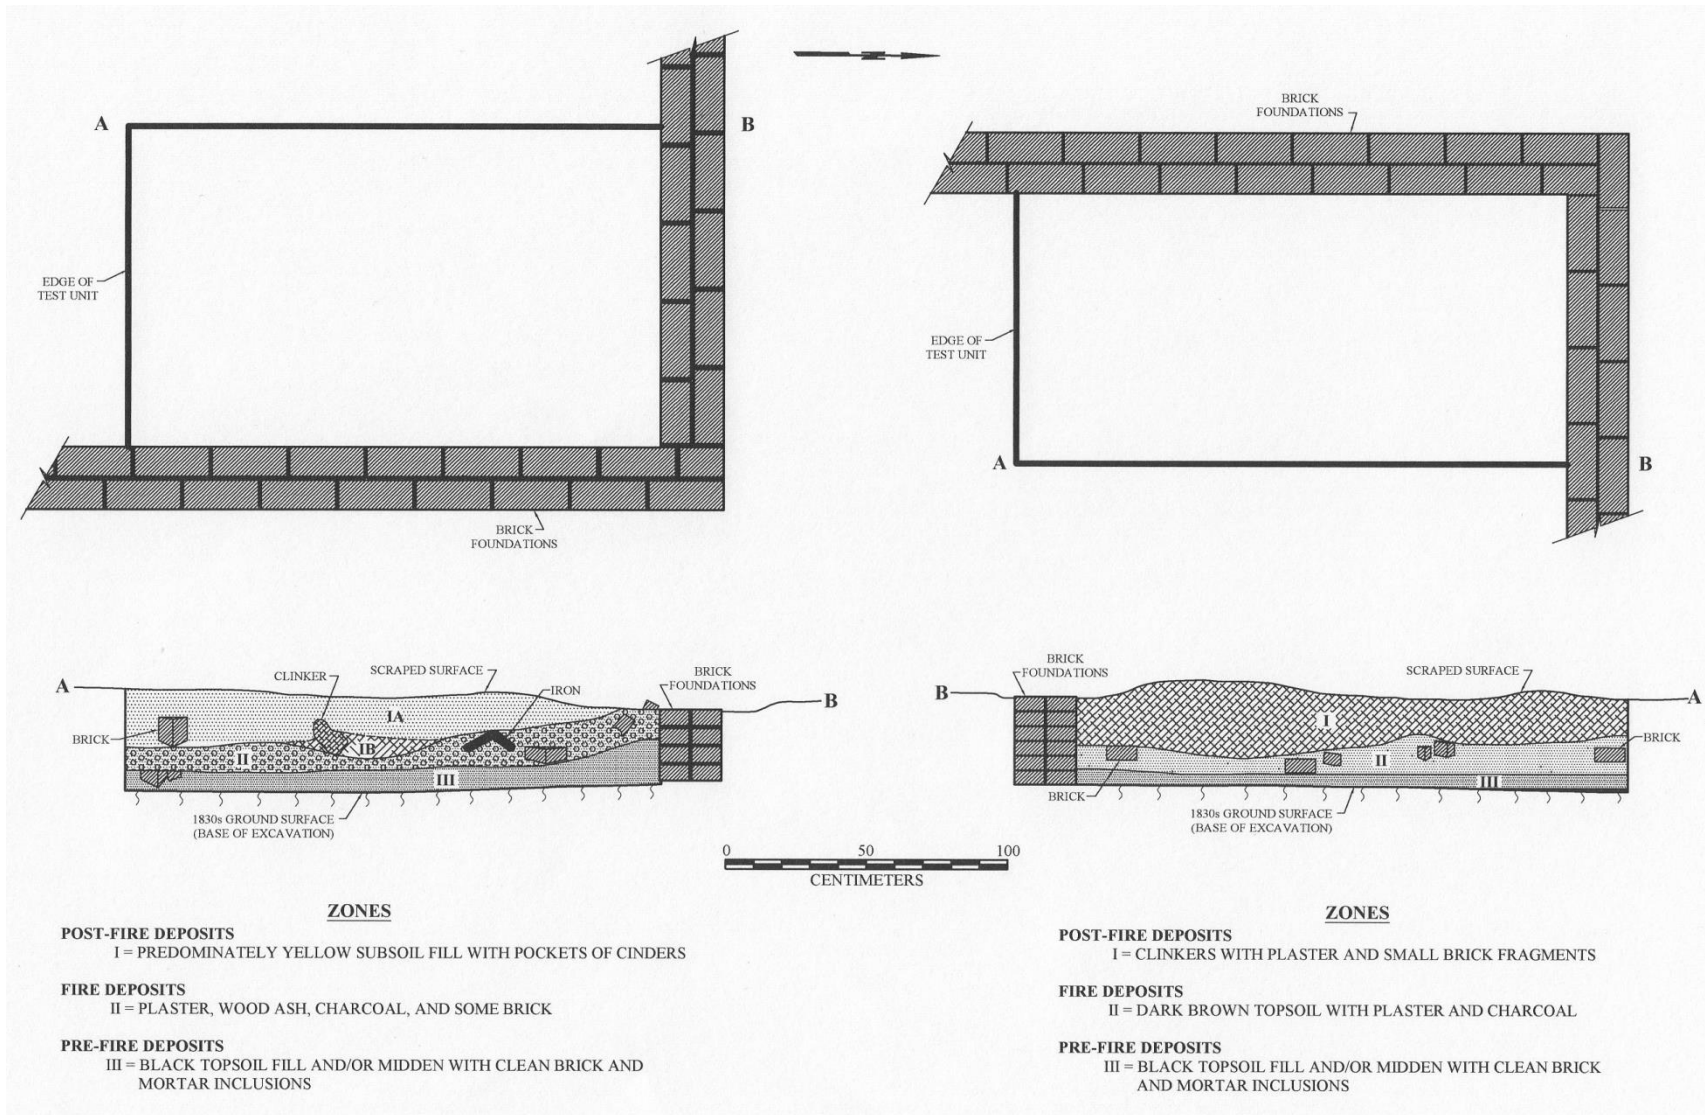 A
B
EDGE OF
TEST UNIT
BRICK
FOUNDATIONS
N
BRICK
FOUNDATIONS
EDGE OF
TEST UNIT
A
B
A
CLINKER
SCRAPED SURFACE
IRON
BRICK
FOUNDATIONS
B
BRICK
IA
IB
II
III
1830s GROUND SURFACE
(BASE OF EXCAVATION)
BRICK
FOUNDATIONS
B
SCRAPED SURFACE
A
I
II
III
BRICK
BRICK
1830s GROUND SURFACE
(BASE OF EXCAVATION)
0 50 100
CENTIMETERS
ZONES
POST-FIRE DEPOSITS
I = PREDOMINATELY YELLOW SUBSOIL FILL WITH POCKETS OF CINDERS
FIRE DEPOSITS
II = PLASTER, WOOD ASH, CHARCOAL, AND SOME BRICK
PRE-FIRE DEPOSITS
III = BLACK TOPSOIL FILL AND/OR MIDDEN WITH CLEAN BRICK AND
MORTAR INCLUSIONS
ZONES
POST-FIRE DEPOSITS
I = CLINKERS WITH PLASTER AND SMALL BRICK FRAGMENTS
FIRE DEPOSITS
II = DARK BROWN TOPSOIL WITH PLASTER AND CHARCOAL
PRE-FIRE DEPOSITS
III = BLACK TOPSOIL FILL AND/OR MIDDEN WITH CLEAN BRICK
AND MORTAR INCLUSIONS